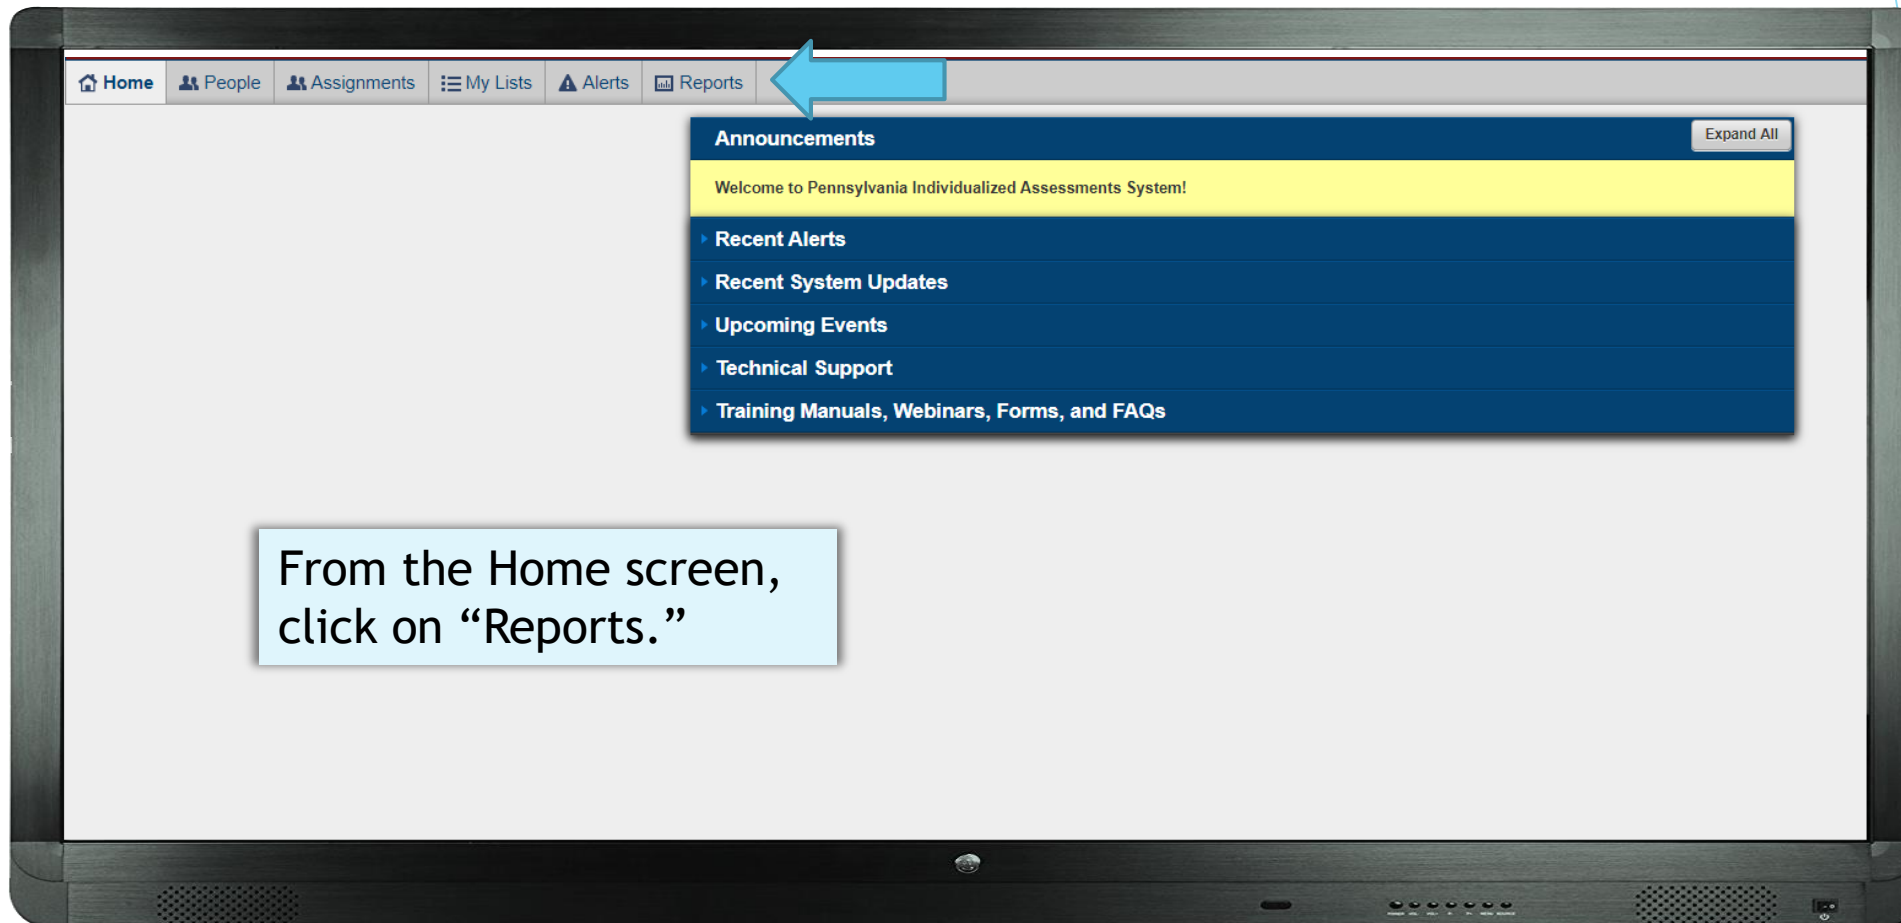 Home People Assignments My Lists Alerts Reports
Announcements Expand All
Welcome to Pennsylvania Individualized Assessments System!
Recent Alerts
Recent System Updates
Upcoming Events
Technical Support
Training Manuals, Webinars, Forms, and FAQs
From the Home screen,
click on “Reports.”